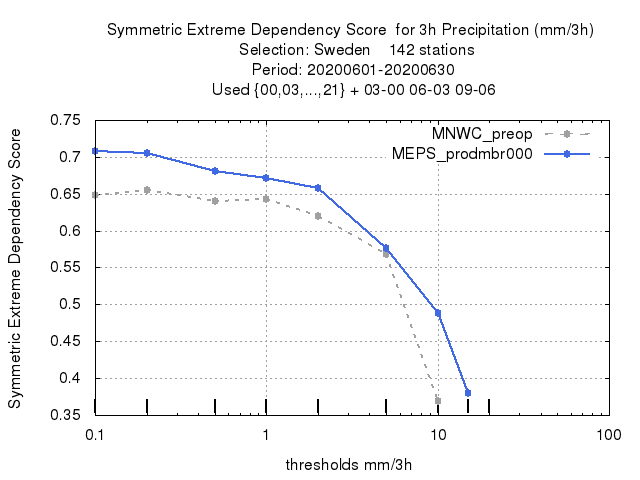 Symmetric Extreme Dependency Score  for 3h Precipitation (mm/3h)
Selection: Sweden    142 stations
Period: 20200601-20200630
Used {00,03,...,21} + 03-00 06-03 09-06
MNWC_preop
MEPS_prodmbr000
Symmetric Extreme Dependency Score
0.75
0.7
0.65
0.6
0.55
0.5
0.45
0.4
0.35
0.1
1
10
100
thresholds mm/3h